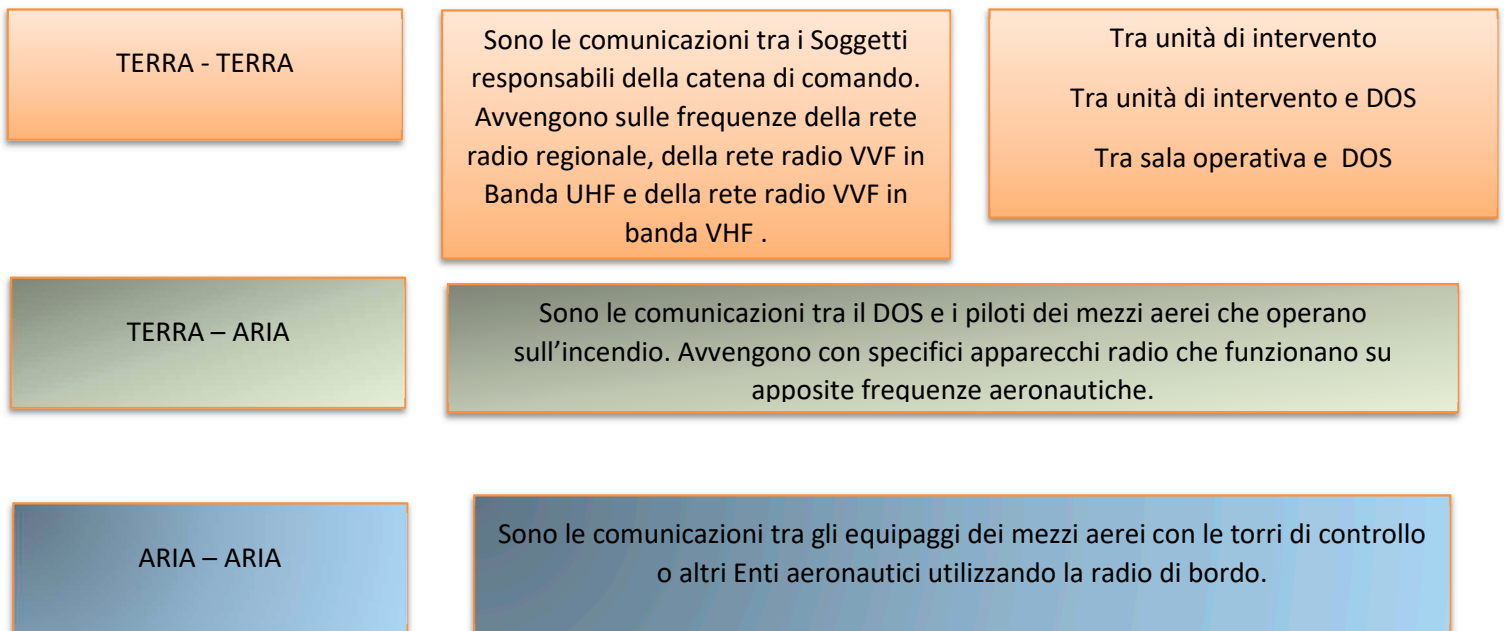 TERRA - TERRA
Sono le comunicazioni tra i Soggetti
responsabili della catena di comando.
Avvengono sulle frequenze della rete
radio regionale, della rete radio VVF in
Banda UHF e della rete radio VVF in
banda VHF .
Tra unità di intervento
Tra unità di intervento e DOS
Tra sala operativa e  DOS
TERRA – ARIA
Sono le comunicazioni tra il DOS e i piloti dei mezzi aerei che operano
sull’incendio. Avvengono con specifici apparecchi radio che funzionano su
apposite frequenze aeronautiche.
ARIA – ARIA
Sono le comunicazioni tra gli equipaggi dei mezzi aerei con le torri di controllo
o altri Enti aeronautici utilizzando la radio di bordo.